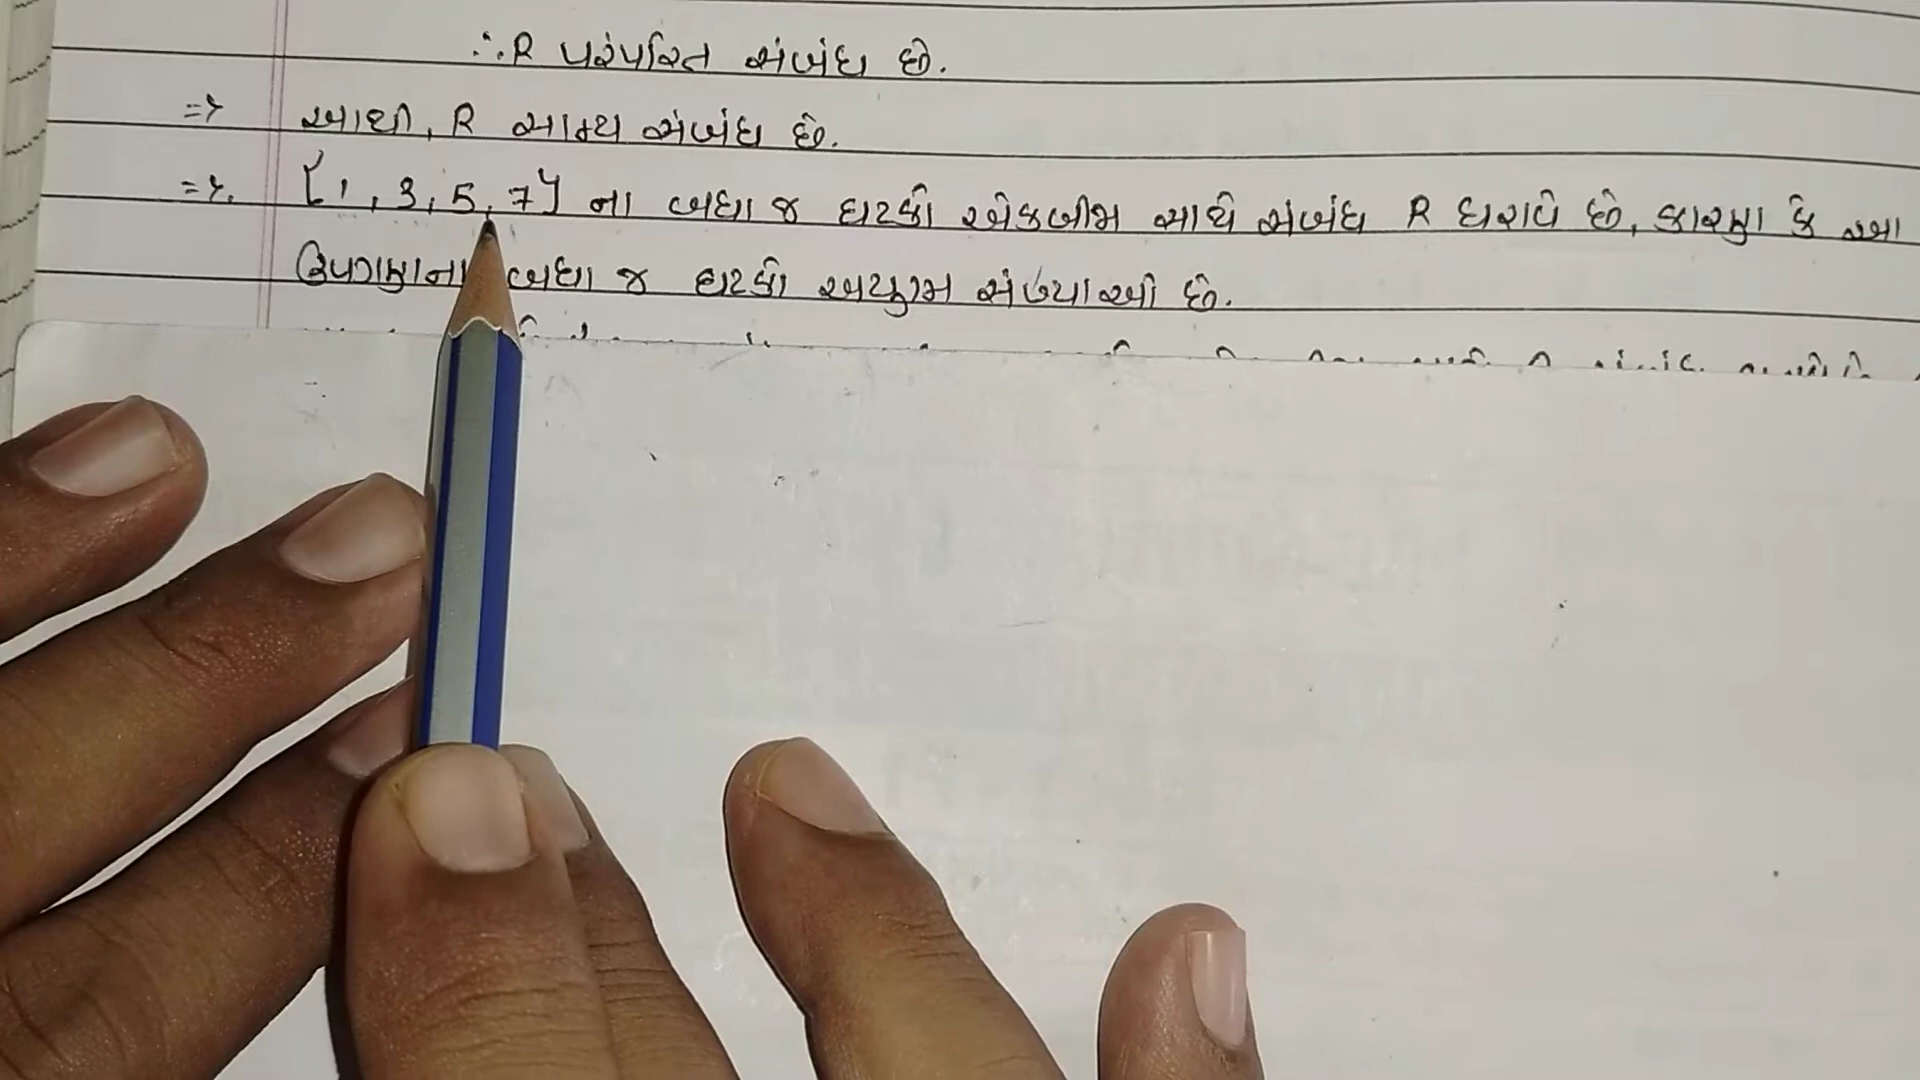 ∴ R પરંપરિત સંબંધ છે.
=> આથી, R સામ્ય સંબંધ છે.
=> {1, 3, 5, 7} ના બધા જ ઘટકો એકબીજા સાથે સંબંધ R ધરાવે છે, કારણ કે આ
ઉપગણના બધા જ ઘટકો અયુગ્મ સંખ્યાઓ છે.